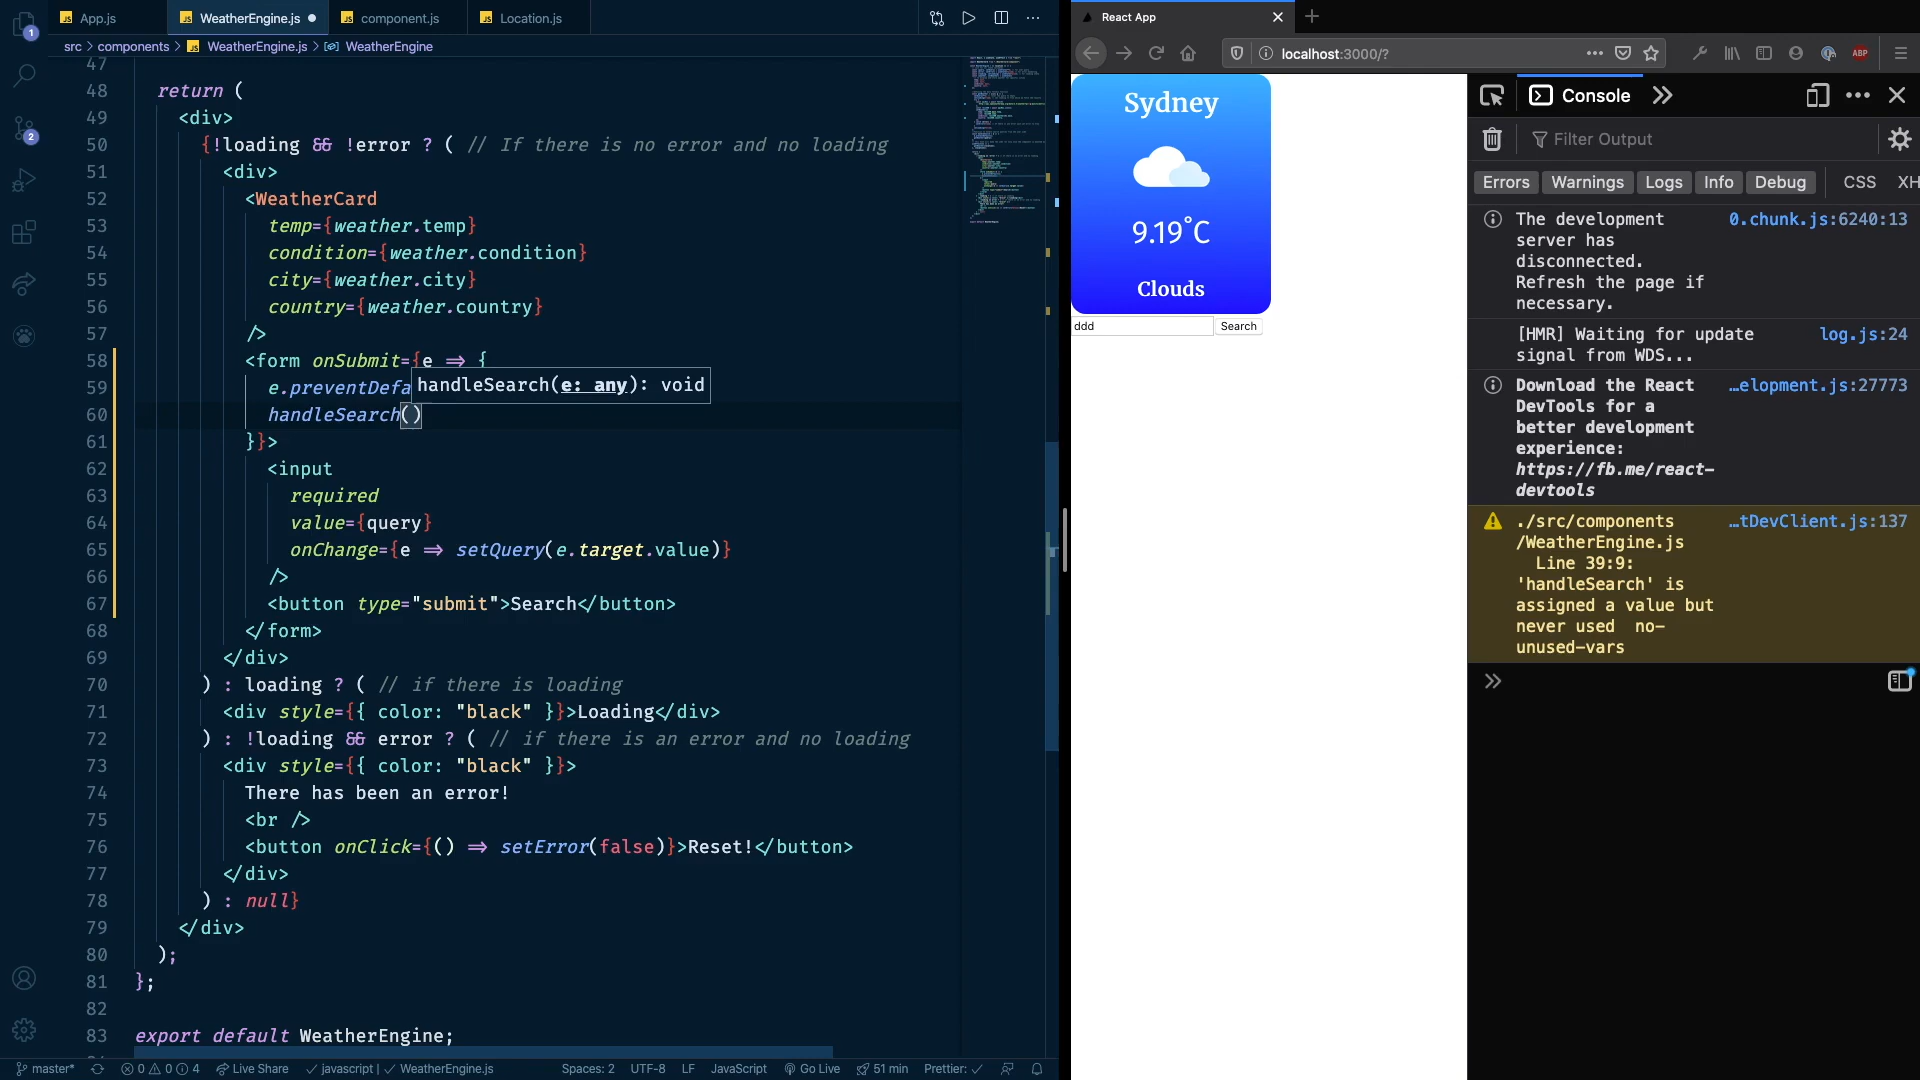 App.js
WeatherEngine.js
component.js
Location.js
src > components > WeatherEngine.js > WeatherEngine
47
48 return (
49 <div>
50 {!loading && !error ? ( // If there is no error and no loading
51 <div>
52 <WeatherCard
53 temp={weather.temp}
54 condition={weather.condition}
55 city={weather.city}
56 country={weather.country}
57 />
58 <form onSubmit={e => {
59 e.preventDefa
handleSearch(e: any): void
60 handleSearch()
61 }}>
62 <input
63 required
64 value={query}
65 onChange={e => setQuery(e.target.value)}
66 />
67 <button type="submit">Search</button>
68 </form>
69 </div>
70 ) : loading ? ( // if there is loading
71 <div style={{ color: "black" }}>Loading</div>
72 ) : !loading && error ? ( // if there is an error and no loading
73 <div style={{ color: "black" }}>
74 There has been an error!
75 <br />
76 <button onClick={() => setError(false)}>Reset!</button>
77 </div>
78 ) : null}
79 </div>
80 );
81 };
82
83 export default WeatherEngine;
1
2
master*
0 0 4
Live Share
javascript | WeatherEngine.js
Spaces: 2
UTF-8
LF
JavaScript
Go Live
51 min
Prettier:
React App
localhost:3000/?
ABP
Sydney
9.19°C
Clouds
ddd
Search
Console
Filter Output
Errors Warnings Logs Info Debug CSS XH
The development 0.chunk.js:6240:13
server has
disconnected.
Refresh the page if
necessary.
[HMR] Waiting for update log.js:24
signal from WDS...
Download the React …elopment.js:27773
DevTools for a
better development
experience:
https://fb.me/react-
devtools
./src/components …tDevClient.js:137
/WeatherEngine.js
Line 39:9:
'handleSearch' is
assigned a value but
never used no-
unused-vars